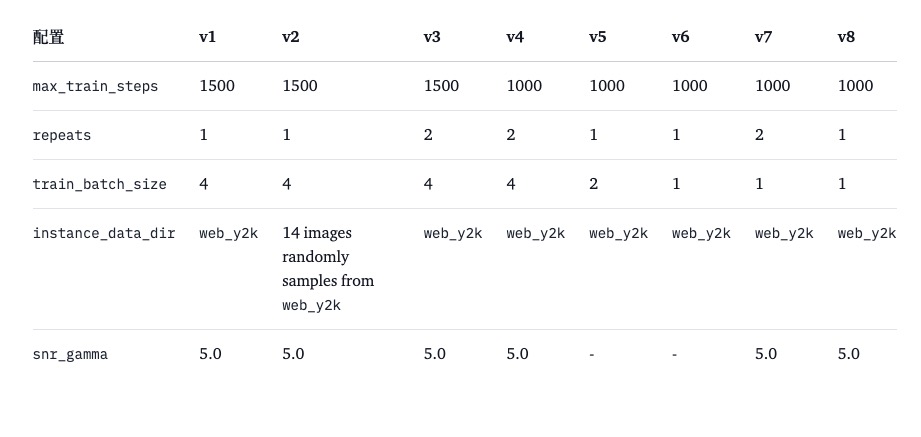 配置 v1 v2 v3 v4 v5 v6 v7 v8
max_train_steps 1500 1500 1500 1000 1000 1000 1000 1000
repeats 1 1 2 2 1 1 2 1
train_batch_size 4 4 4 4 2 1 1 1
instance_data_dir web_y2k 14 images web_y2k web_y2k web_y2k web_y2k web_y2k web_y2k
randomly
samples from
web_y2k
snr_gamma 5.0 5.0 5.0 5.0 - - 5.0 5.0